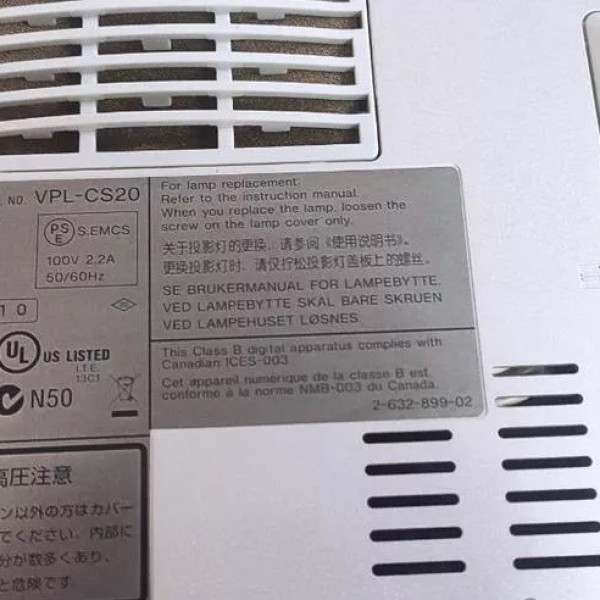 NO. VPL-CS20
PS
E
S.EMCS
100V 2.2A
50/60Hz
1 0
UL
US LISTED
I.T.E.
13C1
N50
For lamp replacement
Refer to the instruction manual.
When you replace the lamp, loosen the
screw on the lamp cover only.
关于投影灯的更换，请参阅《使用说明书》。
更换投影灯时，请仅拧松投影灯盖板上的螺丝。
SE BRUKERMANUAL FOR LAMPEBYTTE.
VED LAMPEBYTTE SKAL BARE SKRUEN
VED LAMPEHUSET LØSNES.
This Class B digital apparatus complies with
Canadian ICES-003
Cet appareil numérique de la classe B est
conforme à la norme NMB-003 du Canada.
2-632-899-02
高圧注意
ン以外の方はカバー
でください。内部に
分が数多くあり、
と危険です。